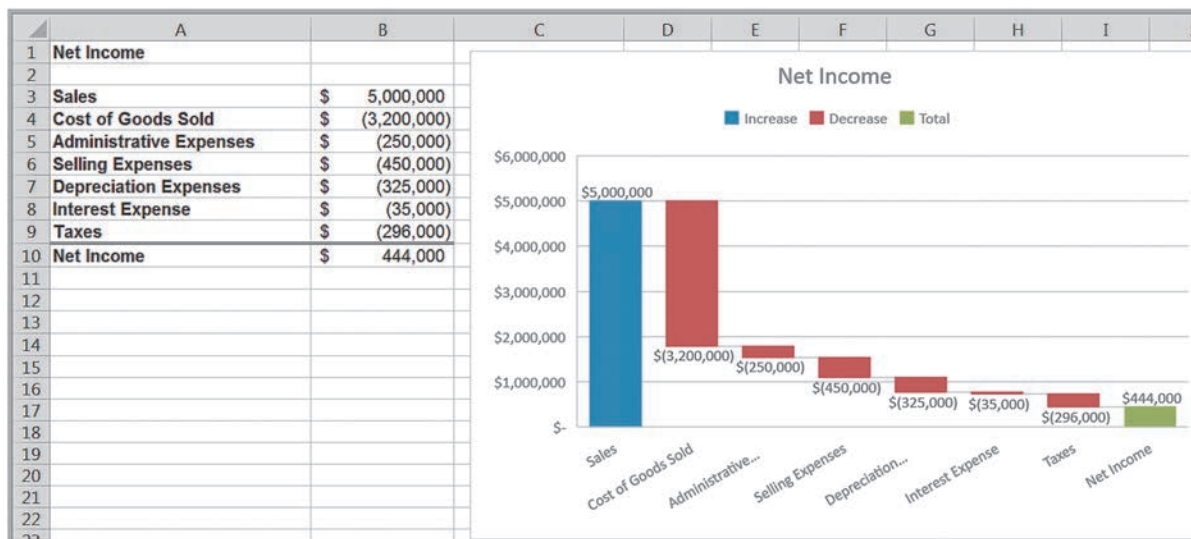 A B C D E F G H I
1 Net Income
2
3 Sales $ 5,000,000
4 Cost of Goods Sold $ (3,200,000)
5 Administrative Expenses $ (250,000)
6 Selling Expenses $ (450,000)
7 Depreciation Expenses $ (325,000)
8 Interest Expense $ (35,000)
9 Taxes $ (296,000)
10 Net Income $ 444,000
11
12
13
14
15
16
17
18
19
20
21
22
Net Income
Increase Decrease Total
$6,000,000
$5,000,000
$4,000,000
$3,000,000
$2,000,000
$1,000,000
$-
$5,000,000
$(3,200,000)
$(250,000)
$(450,000)
$(325,000)
$(35,000)
$(296,000)
$444,000
Sales
Cost of Goods Sold
Administrative...
Selling Expenses
Depreciation...
Interest Expense
Taxes
Net Income